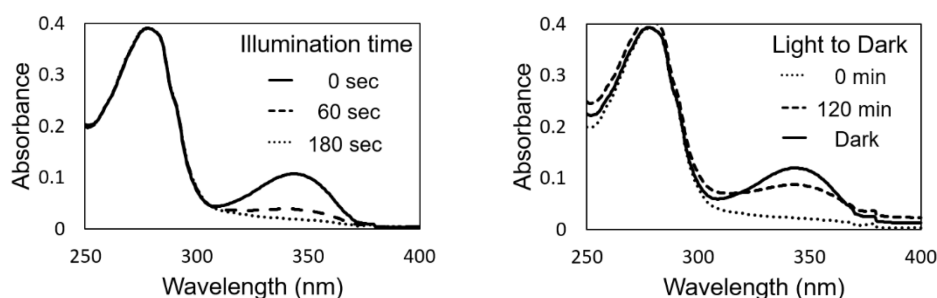 0.4
0.3
0.2
0.1
0
Absorbance
Illumination time
0 sec
60 sec
180 sec
250 300 350 400
Wavelength (nm)
0.4
0.3
0.2
0.1
0
Absorbance
Light to Dark
0 min
120 min
Dark
250 300 350 400
Wavelength (nm)